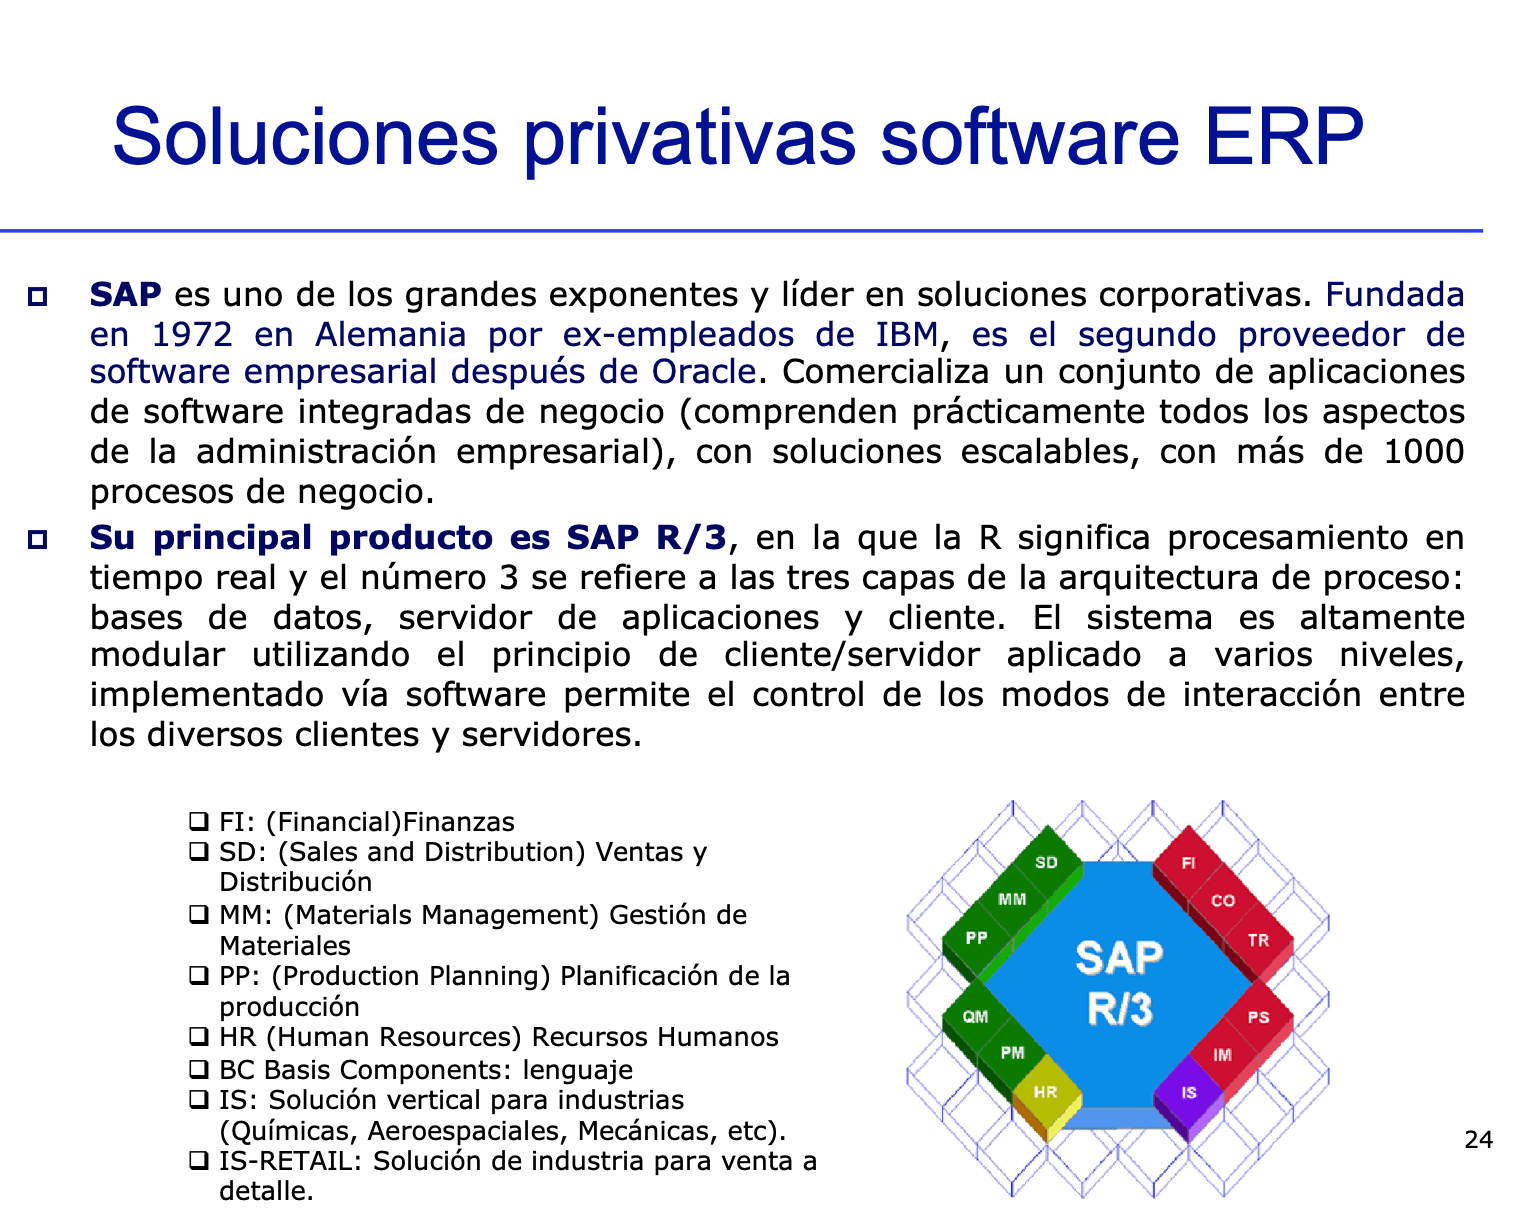 Soluciones privativas software ERP
SAP es uno de los grandes exponentes y líder en soluciones corporativas. Fundada
en 1972 en Alemania por ex-empleados de IBM, es el segundo proveedor de
software empresarial después de Oracle. Comercializa un conjunto de aplicaciones
de software integradas de negocio (comprenden prácticamente todos los aspectos
de la administración empresarial), con soluciones escalables, con más de 1000
procesos de negocio.
Su principal producto es SAP R/3, en la que la R significa procesamiento en
tiempo real y el número 3 se refiere a las tres capas de la arquitectura de proceso:
bases de datos, servidor de aplicaciones y cliente. El sistema es altamente
modular utilizando el principio de cliente/servidor aplicado a varios niveles,
implementado vía software permite el control de los modos de interacción entre
los diversos clientes y servidores.
FI: (Financial)Finanzas
SD: (Sales and Distribution) Ventas y
Distribución
MM: (Materials Management) Gestión de
Materiales
PP: (Production Planning) Planificación de la
producción
HR (Human Resources) Recursos Humanos
BC Basis Components: lenguaje
IS: Solución vertical para industrias
(Químicas, Aeroespaciales, Mecánicas, etc).
IS-RETAIL: Solución de industria para venta a
detalle.
SD
MM
PP
QM
PM
HR
SAP
R/3
FI
CO
TR
PS
IM
IS
24